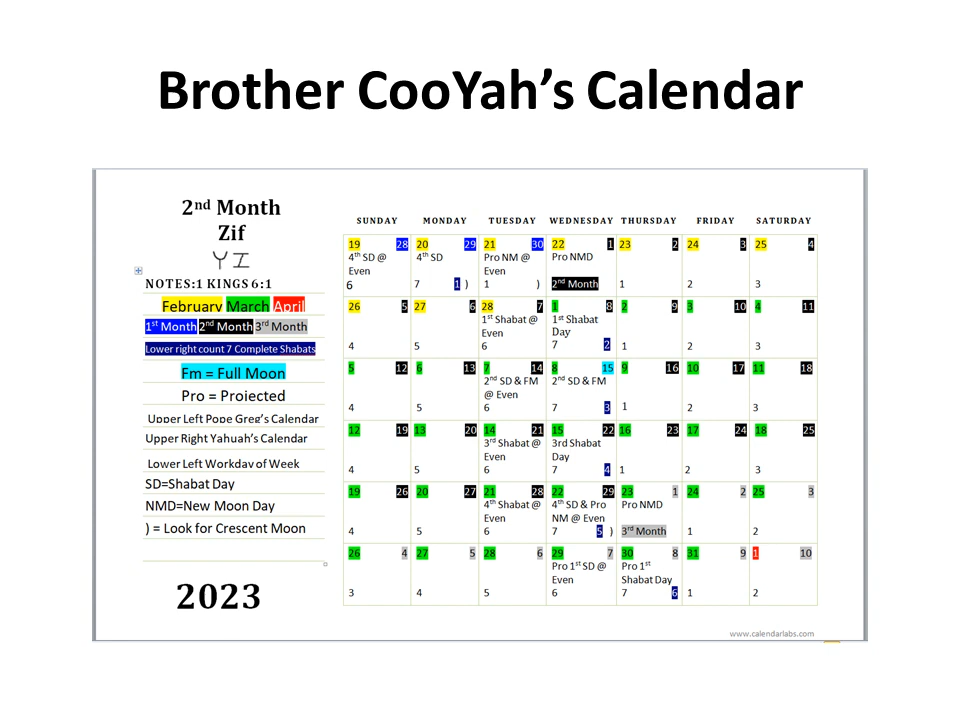 Brother CooYah's Calendar
2nd Month
Zif
NOTES:1 KINGS 6:1
February March April
1st Month 2nd Month 3rd Month
Lower right count 7 Complete Shabats
Fm = Full Moon
Pro = Projected
Upper Left Pope Greg's Calendar
Upper Right Yahuah's Calendar
Lower Left Workday of Week
SD=Shabat Day
NMD=New Moon Day
) = Look for Crescent Moon
2023
SUNDAY MONDAY TUESDAY WEDNESDAY THURSDAY FRIDAY SATURDAY
19 28 20 29 21 30 22 1 23 2 24 3 25 4
4th SD @ 4th SD Pro NM @ Pro NMD
Even Even
6 7 1 ) 1 ) 2nd Month 1 2 3
26 5 27 6 28 7 1 8 2 9 3 10 4 11
1st Shabat @ 1st Shabat
Even Day
4 5 6 7 2 1 2 3
5 12 6 13 7 14 8 15 9 16 10 17 11 18
2nd SD & FM 2nd SD & FM
@ Even
4 5 6 7 3 1 2 3
12 19 13 20 14 21 15 22 16 23 17 24 18 25
3rd Shabat @ 3rd Shabat
Even Day
4 5 6 7 4 1 2 3
19 26 20 27 21 28 22 29 23 1 24 2 25 3
4th Shabat @ 4th SD & Pro Pro NMD
Even NM @ Even
4 5 6 7 5 ) 3rd Month 1 2
26 4 27 5 28 6 29 7 30 8 31 9 1 10
Pro 1st SD @ Pro 1st
Even Shabat Day
3 4 5 6 7 6 1 2
www.calendarlabs.com